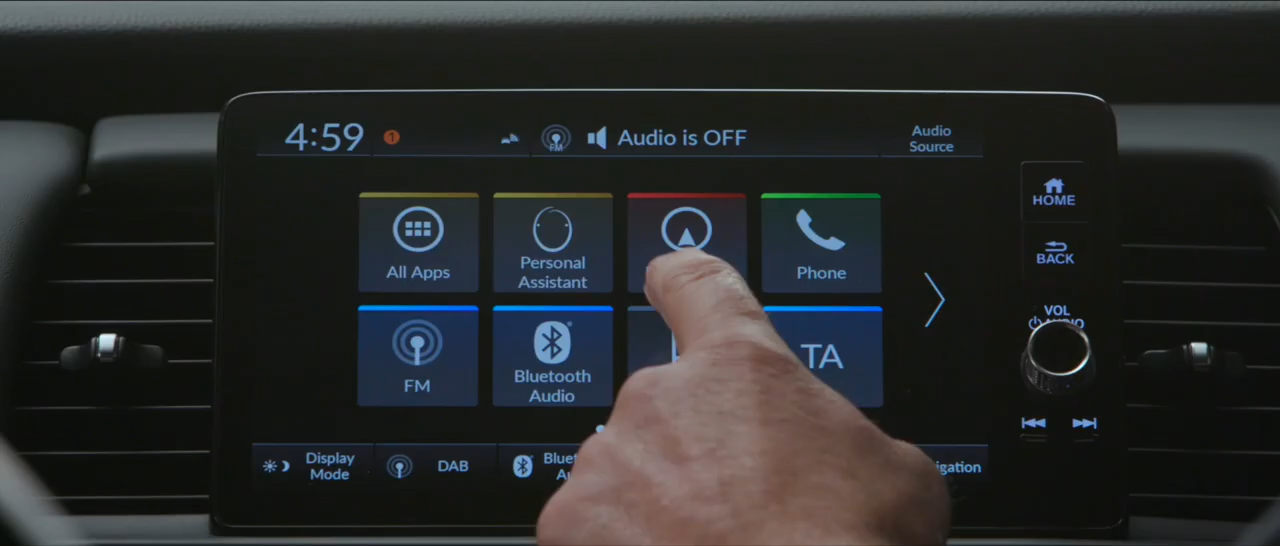 4:59
1
FM
Audio is OFF
Audio
Source
HOME
All Apps
Personal
Assistant
Phone
BACK
VOL
FM
Bluetooth
Audio
TA
Display
Mode
DAB